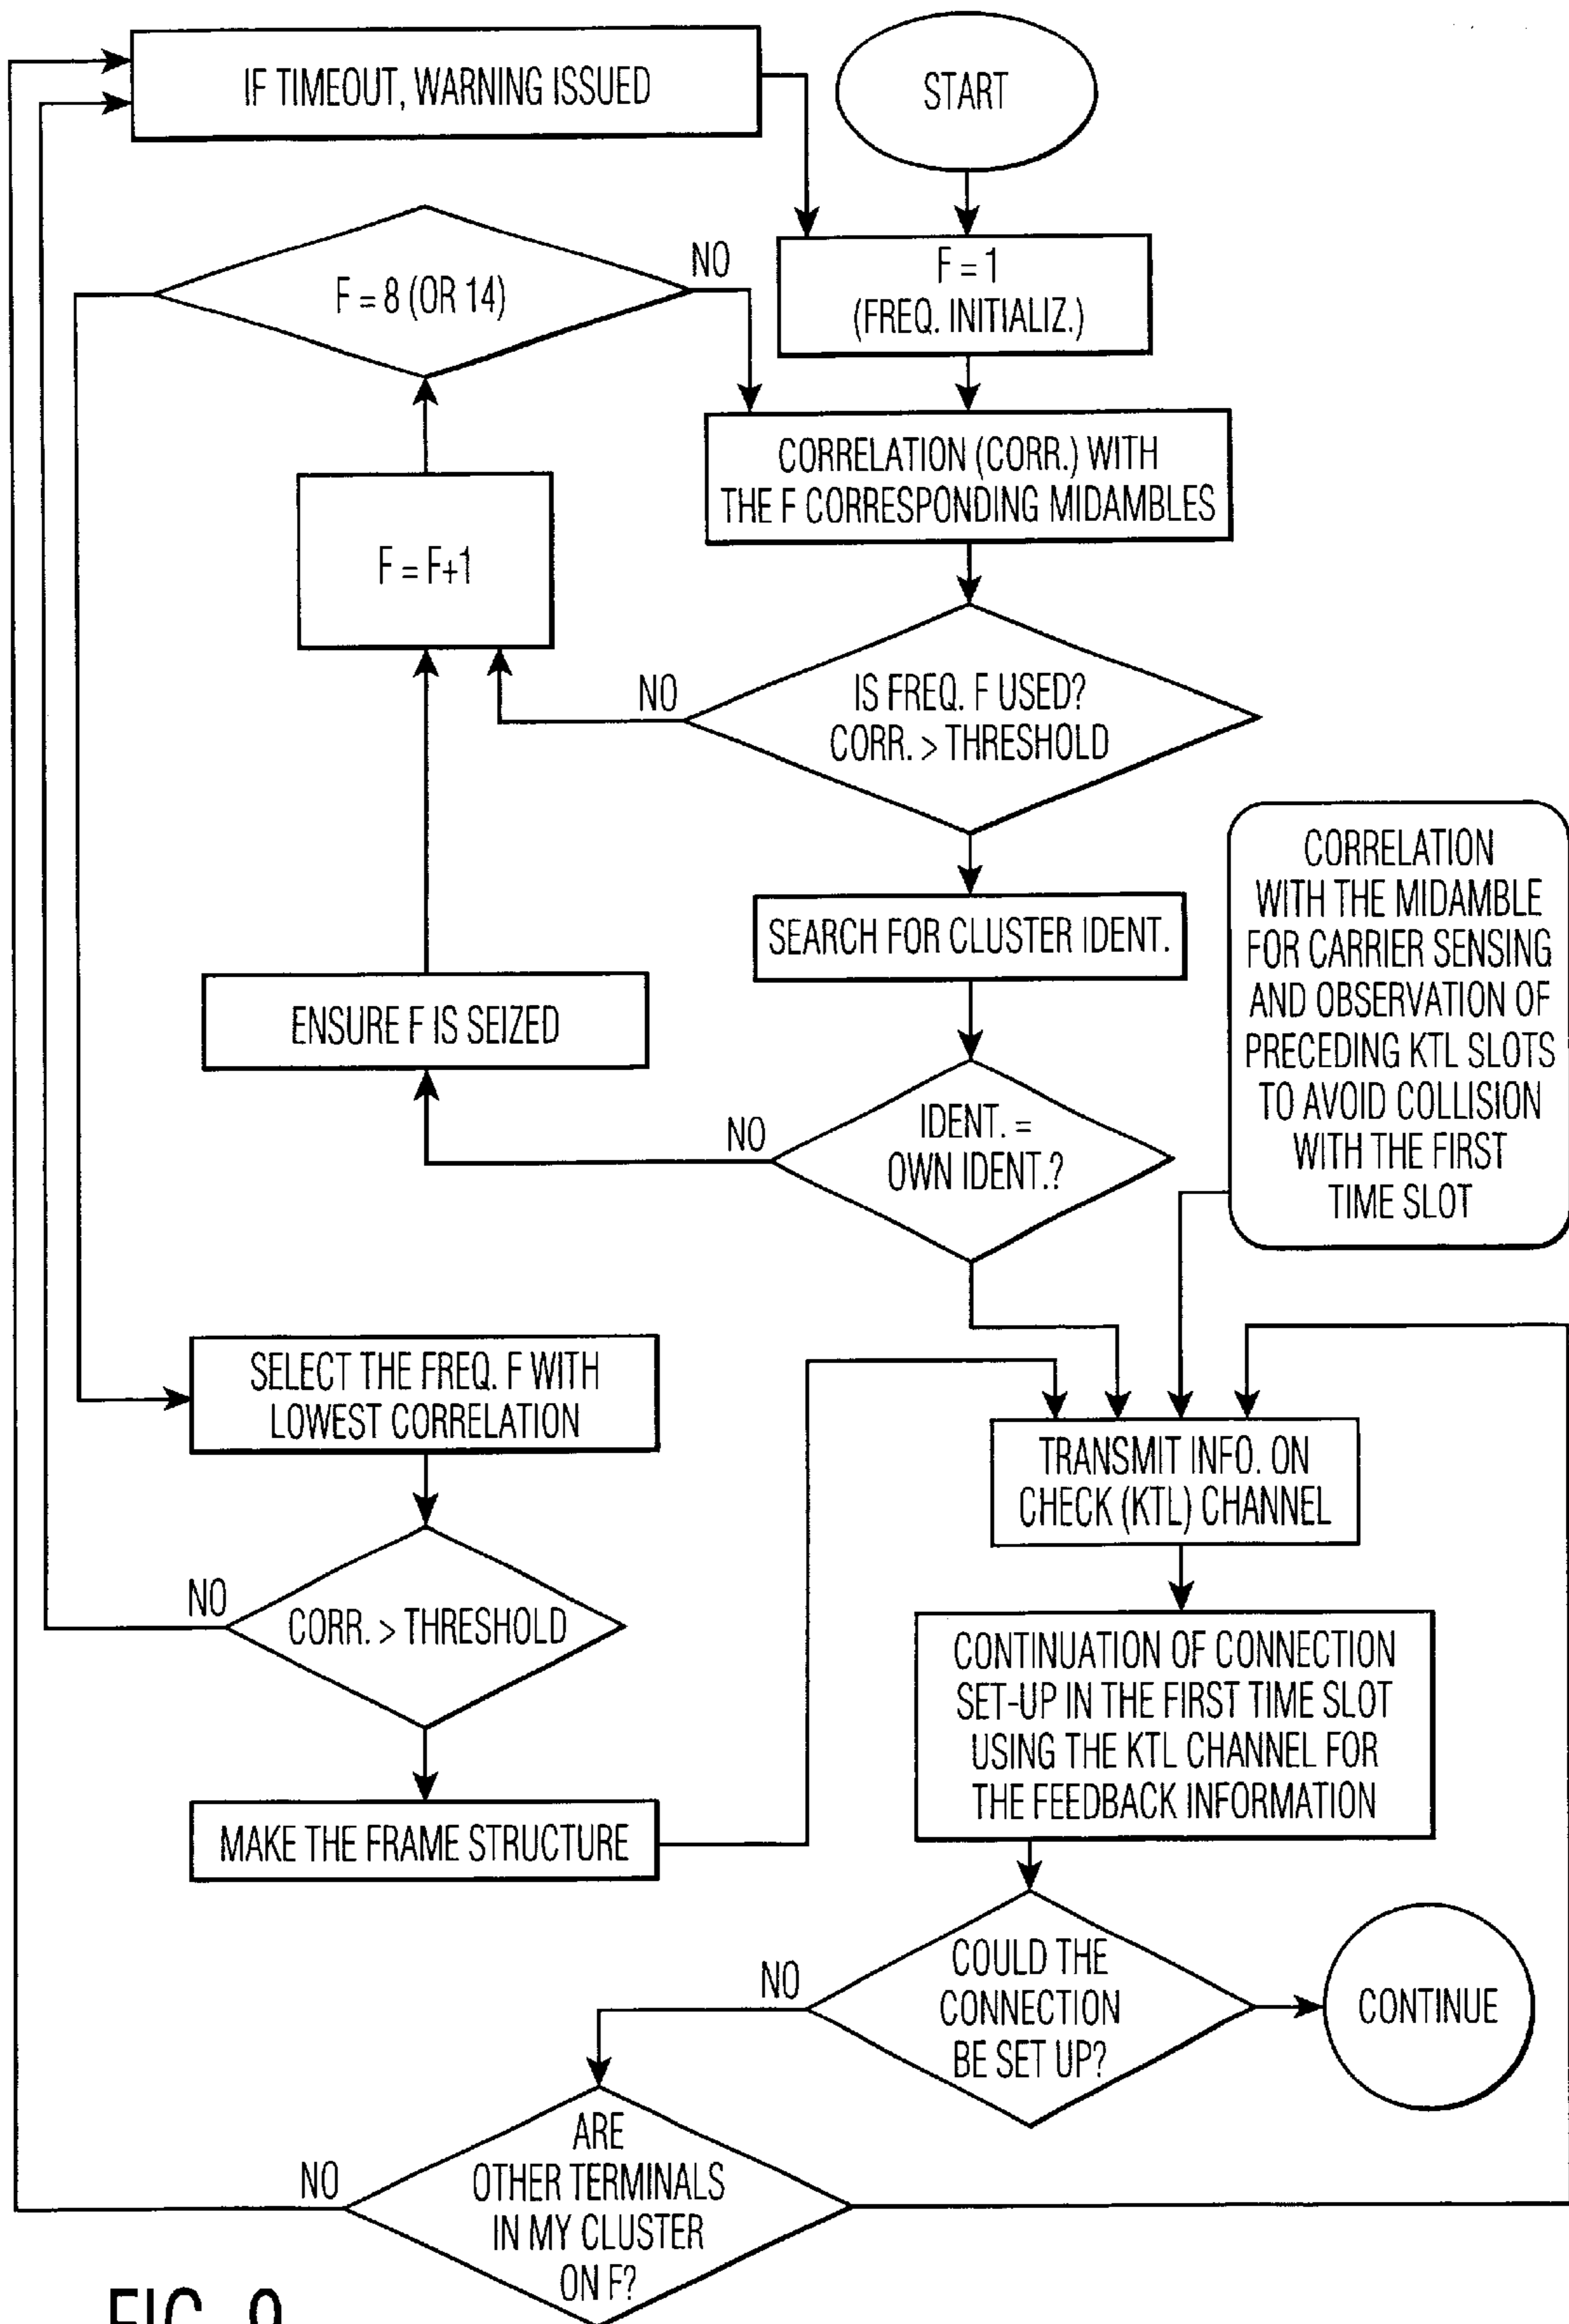 IF TIMEOUT, WARNING ISSUED
START
F = 8 (OR 14)
NO
F = 1
(FREQ. INITIALIZ.)
CORRELATION (CORR.) WITH
THE F CORRESPONDING MIDAMBLES
F = F+1
NO
IS FREQ. F USED?
CORR. > THRESHOLD
SEARCH FOR CLUSTER IDENT.
CORRELATION
WITH THE MIDAMBLE
FOR CARRIER SENSING
AND OBSERVATION OF
PRECEDING KTL SLOTS
TO AVOID COLLISION
WITH THE FIRST
TIME SLOT
ENSURE F IS SEIZED
NO
IDENT. =
OWN IDENT.?
SELECT THE FREQ. F WITH
LOWEST CORRELATION
TRANSMIT INFO. ON
CHECK (KTL) CHANNEL
NO
CORR. > THRESHOLD
CONTINUATION OF CONNECTION
SET-UP IN THE FIRST TIME SLOT
USING THE KTL CHANNEL FOR
THE FEEDBACK INFORMATION
MAKE THE FRAME STRUCTURE
NO
COULD THE
CONNECTION
BE SET UP?
CONTINUE
NO
ARE
OTHER TERMINALS
IN MY CLUSTER
ON F?
FIG. 9